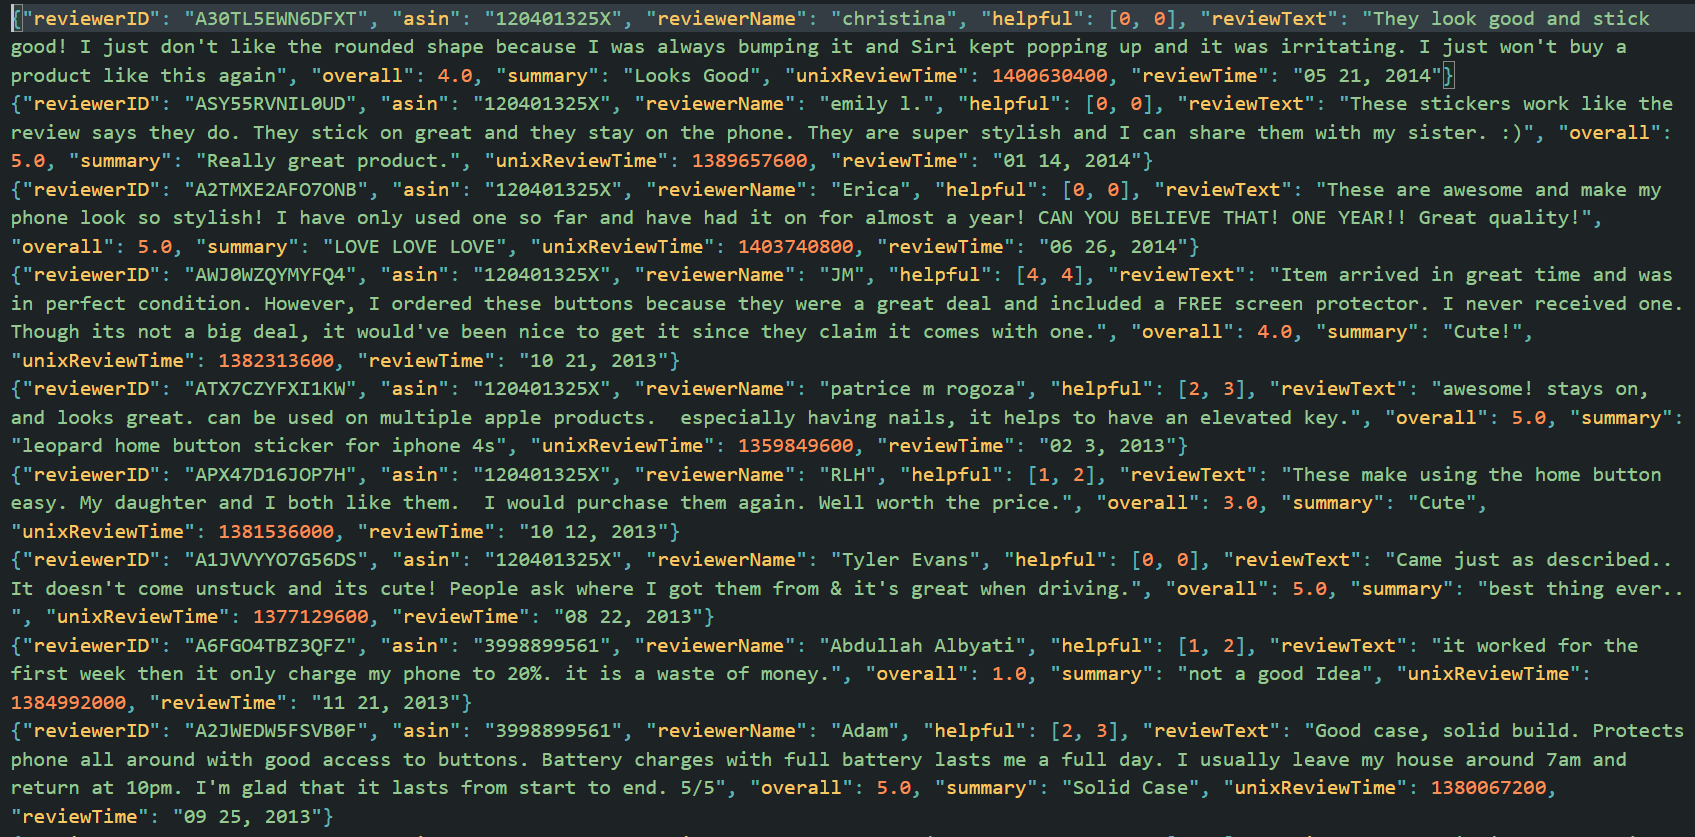 {"reviewerID": "A30TL5EWN6DFXT", "asin": "120401325X", "reviewerName": "christina", "helpful": [0, 0], "reviewText": "They look good and stick
good! I just don't like the rounded shape because I was always bumping it and Siri kept popping up and it was irritating. I just won't buy a
product like this again", "overall": 4.0, "summary": "Looks Good", "unixReviewTime": 1400630400, "reviewTime": "05 21, 2014"}
{"reviewerID": "ASY55RVNIL0UD", "asin": "120401325X", "reviewerName": "emily l.", "helpful": [0, 0], "reviewText": "These stickers work like the
review says they do. They stick on great and they stay on the phone. They are super stylish and I can share them with my sister. :)", "overall":
5.0, "summary": "Really great product.", "unixReviewTime": 1389657600, "reviewTime": "01 14, 2014"}
{"reviewerID": "A2TMXE2AFO7ONB", "asin": "120401325X", "reviewerName": "Erica", "helpful": [0, 0], "reviewText": "These are awesome and make my
phone look so stylish! I have only used one so far and have had it on for almost a year! CAN YOU BELIEVE THAT! ONE YEAR!! Great quality!",
"overall": 5.0, "summary": "LOVE LOVE LOVE", "unixReviewTime": 1403740800, "reviewTime": "06 26, 2014"}
{"reviewerID": "AWJ0WZQYMYFQ4", "asin": "120401325X", "reviewerName": "JM", "helpful": [4, 4], "reviewText": "Item arrived in great time and was
in perfect condition. However, I ordered these buttons because they were a great deal and included a FREE screen protector. I never received one.
Though its not a big deal, it would've been nice to get it since they claim it comes with one.", "overall": 4.0, "summary": "Cute!",
"unixReviewTime": 1382313600, "reviewTime": "10 21, 2013"}
{"reviewerID": "ATX7CZYFXI1KW", "asin": "120401325X", "reviewerName": "patrice m rogoza", "helpful": [2, 3], "reviewText": "awesome! stays on,
and looks great. can be used on multiple apple products.  especially having nails, it helps to have an elevated key.", "overall": 5.0, "summary":
"leopard home button sticker for iphone 4s", "unixReviewTime": 1359849600, "reviewTime": "02 3, 2013"}
{"reviewerID": "APX47D16JOP7H", "asin": "120401325X", "reviewerName": "RLH", "helpful": [1, 2], "reviewText": "These make using the home button
easy. My daughter and I both like them.  I would purchase them again. Well worth the price.", "overall": 3.0, "summary": "Cute",
"unixReviewTime": 1381536000, "reviewTime": "10 12, 2013"}
{"reviewerID": "A1JVVYYO7G56DS", "asin": "120401325X", "reviewerName": "Tyler Evans", "helpful": [0, 0], "reviewText": "Came just as described..
It doesn't come unstuck and its cute! People ask where I got them from & it's great when driving.", "overall": 5.0, "summary": "best thing ever..
", "unixReviewTime": 1377129600, "reviewTime": "08 22, 2013"}
{"reviewerID": "A6FGO4TBZ3QFZ", "asin": "3998899561", "reviewerName": "Abdullah Albyati", "helpful": [1, 2], "reviewText": "it worked for the
first week then it only charge my phone to 20%. it is a waste of money.", "overall": 1.0, "summary": "not a good Idea", "unixReviewTime":
1384992000, "reviewTime": "11 21, 2013"}
{"reviewerID": "A2JWEDW5FSVB0F", "asin": "3998899561", "reviewerName": "Adam", "helpful": [2, 3], "reviewText": "Good case, solid build. Protects
phone all around with good access to buttons. Battery charges with full battery lasts me a full day. I usually leave my house around 7am and
return at 10pm. I'm glad that it lasts from start to end. 5/5", "overall": 5.0, "summary": "Solid Case", "unixReviewTime": 1380067200,
"reviewTime": "09 25, 2013"}